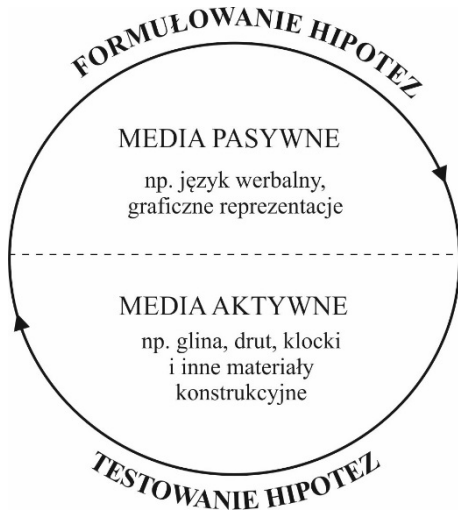 FORMUŁOWANIE HIPOTEZ
MEDIA PASYWNE
np. język werbalny,
graficzne reprezentacje
MEDIA AKTYWNE
np. glina, drut, klocki
i inne materiały
konstrukcyjne
TESTOWANIE HIPOTEZ